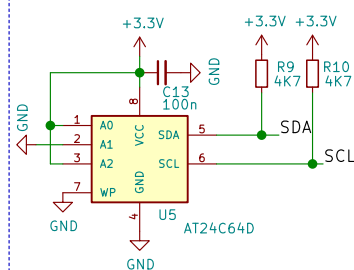 +3.3V +3.3V +3.3V
C13
100n
GND
R9
4K7
R10
4K7
GND
8
VCC
1 A0
2 A1
3 A2
7 WP
SDA 5 SDA
SCL 6 SCL
GND
4
GND
U5
AT24C64D
GND